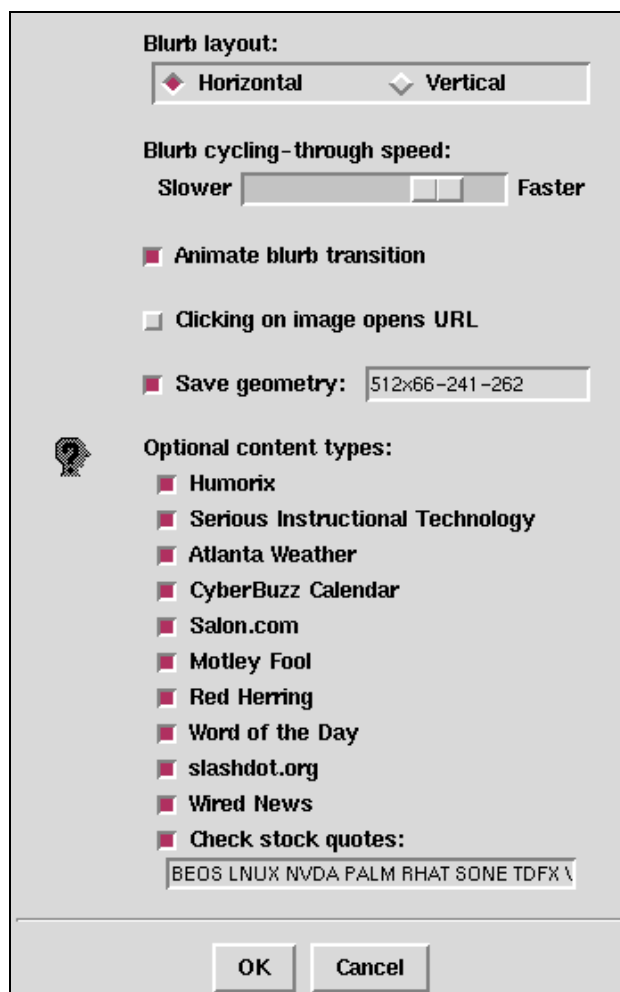 Blurb layout:
Horizontal Vertical
Blurb cycling-through speed:
Slower Faster
Animate blurb transition
Clicking on image opens URL
Save geometry: 512x66-241-262
Optional content types:
Humorix
Serious Instructional Technology
Atlanta Weather
CyberBuzz Calendar
Salon.com
Motley Fool
Red Herring
Word of the Day
slashdot.org
Wired News
Check stock quotes:
BEOS LNUX NVDA PALM RHAT SONE TDFX
OK Cancel